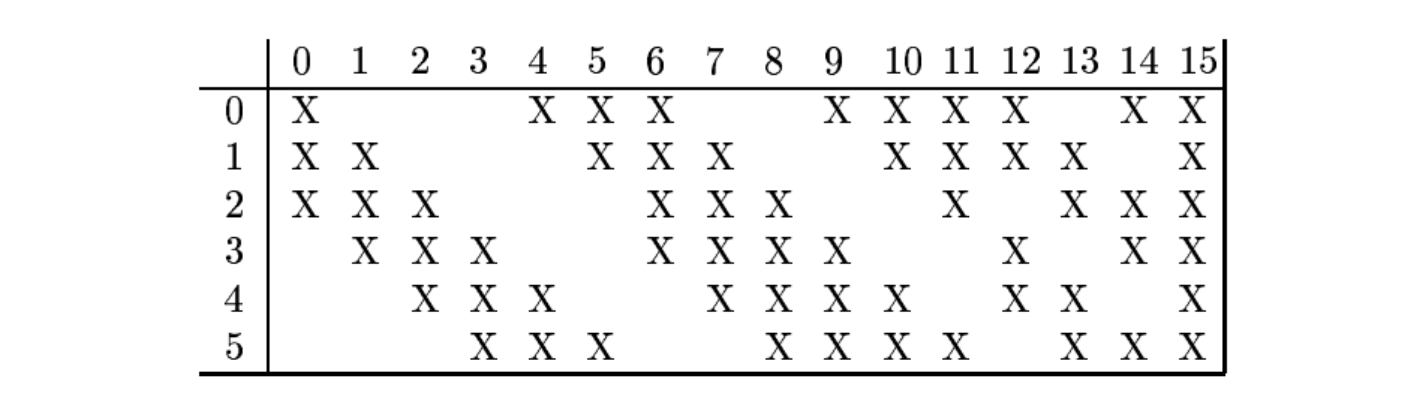 0 1 2 3 4 5 6 7 8 9 10 11 12 13 14 15
0 X X X X X X X X X X
1 X X X X X X X X X X
2 X X X X X X X X X X
3 X X X X X X X X X X
4 X X X X X X X X X X
5 X X X X X X X X X X